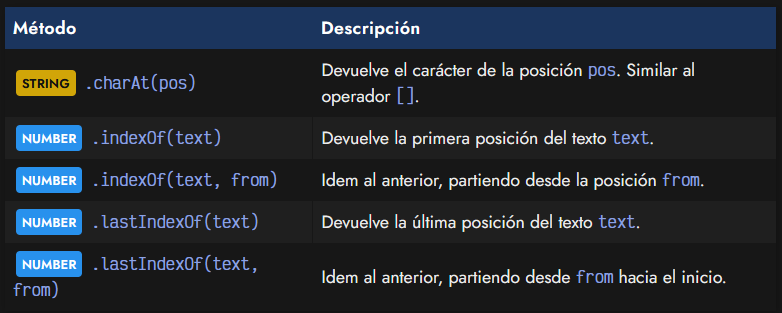 Método Descripción
STRING .charAt(pos) Devuelve el carácter de la posición pos. Similar al
operador [].
NUMBER .indexOf(text) Devuelve la primera posición del texto text.
NUMBER .indexOf(text, from) Idem al anterior, partiendo desde la posición from.
NUMBER .lastIndexOf(text) Devuelve la última posición del texto text.
NUMBER .lastIndexOf(text,
from) Idem al anterior, partiendo desde from hacia el inicio.